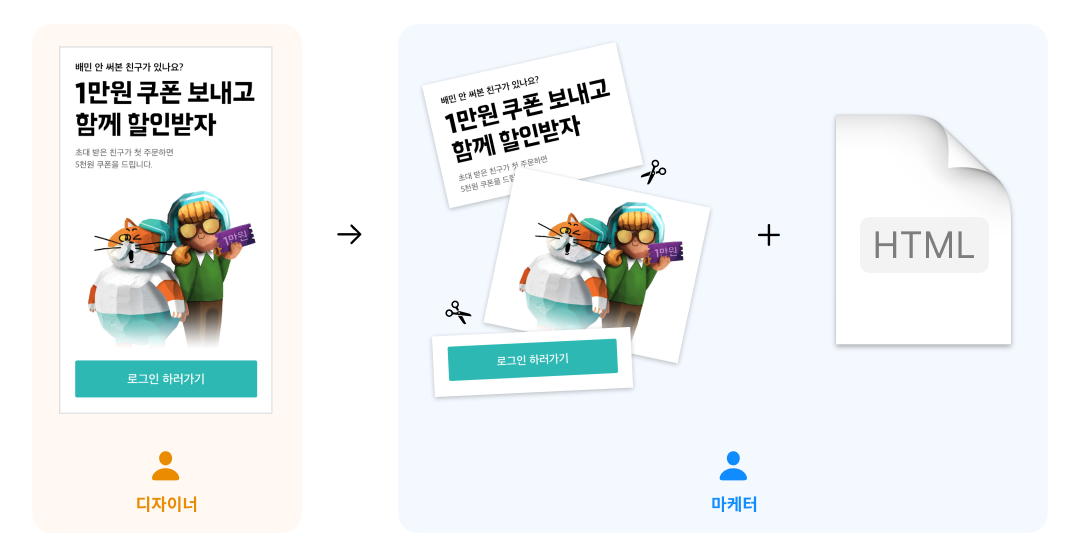 배민 안 써본 친구가 있나요?
1만원 쿠폰 보내고
함께 할인받자
초대 받은 친구가 첫 주문하면
5천원 쿠폰을 드립니다.
1만원
로그인 하러가기
디자이너
배민 안 써본 친구가 있나요?
1만원 쿠폰 보내고
함께 할인받자
초대 받은 친구가 첫 주문하면
5천원 쿠폰을
1만원
로그인 하러가기
HTML
마케터